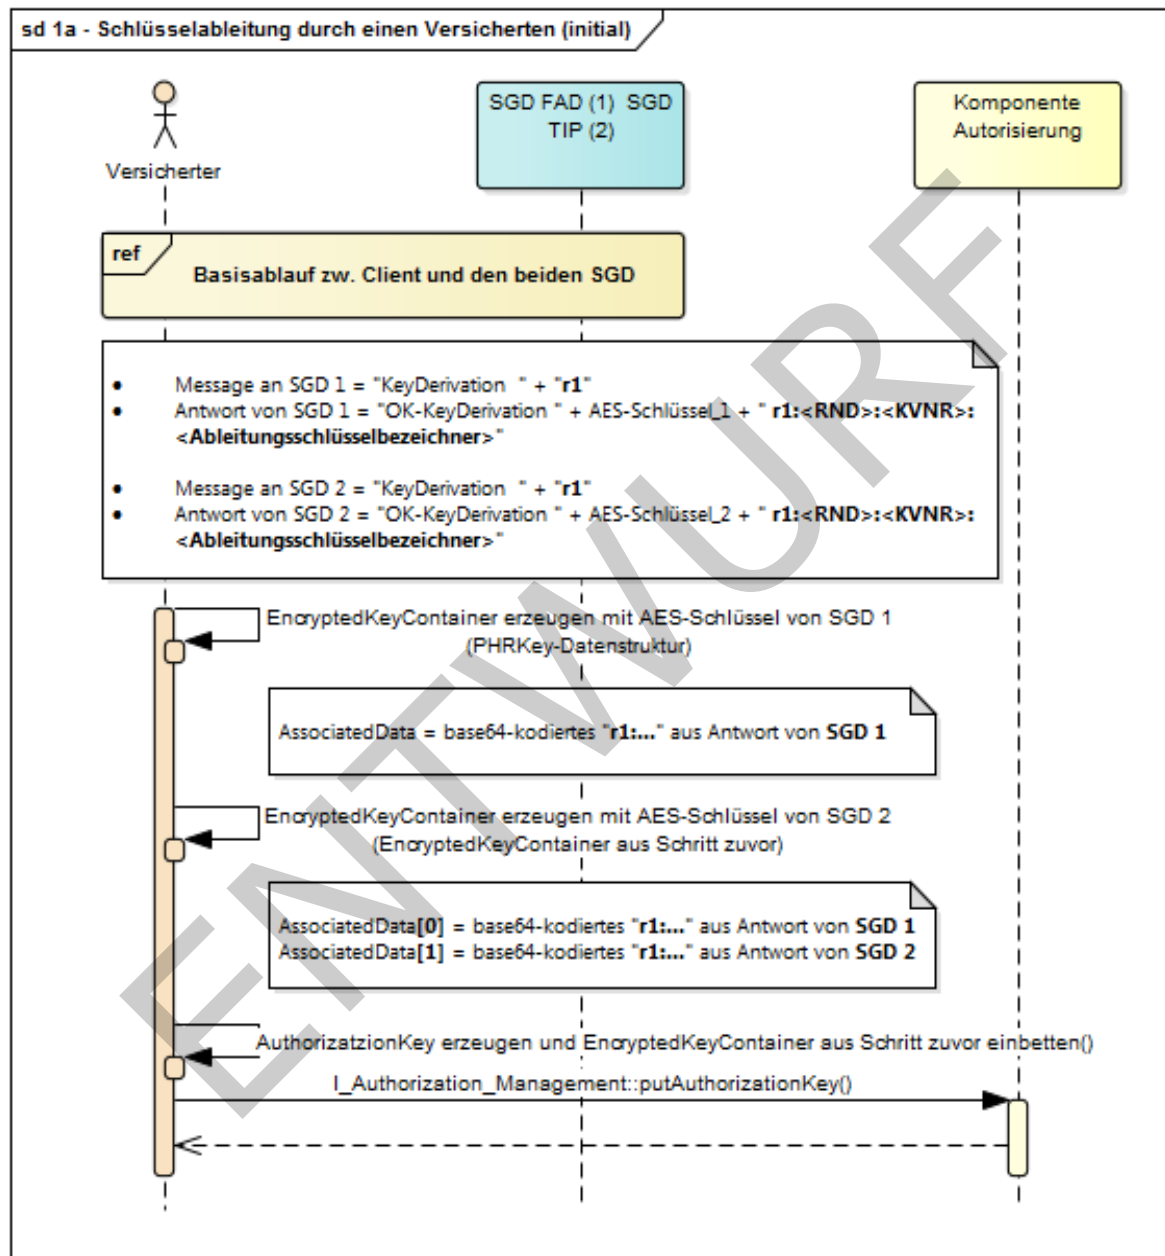 sd 1a - Schlüsselableitung durch einen Versicherten (initial)
SGD FAD (1)  SGD
TIP (2)
Komponente
Autorisierung
Versicherter
ref
Basisablauf zw. Client und den beiden SGD
• Message an SGD 1 = "KeyDerivation  " + "r1"
• Antwort von SGD 1 = "OK-KeyDerivation " + AES-Schlüssel_1 + " r1:<RND>:<KVNR>:
<Ableitungsschlüsselbezeichner>"
• Message an SGD 2 = "KeyDerivation  " + "r1"
• Antwort von SGD 2 = "OK-KeyDerivation " + AES-Schlüssel_2 + " r1:<RND>:<KVNR>:
<Ableitungsschlüsselbezeichner>"
EncryptedKeyContainer erzeugen mit AES-Schlüssel von SGD 1
(PHRKey-Datenstruktur)
AssociatedData = base64-kodiertes "r1:..." aus Antwort von SGD 1
EncryptedKeyContainer erzeugen mit AES-Schlüssel von SGD 2
(EncryptedKeyContainer aus Schritt zuvor)
AssociatedData[0] = base64-kodiertes "r1:..." aus Antwort von SGD 1
AssociatedData[1] = base64-kodiertes "r1:..." aus Antwort von SGD 2
AuthorizatzionKey erzeugen und EncryptedKeyContainer aus Schritt zuvor einbetten()
I_Authorization_Management::putAuthorizationKey()
ENTWURF